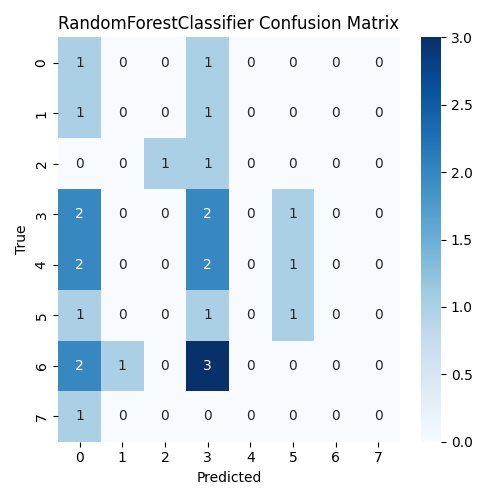 RandomForestClassifier Confusion Matrix
0 1 0 0 1 0 0 0 0
1 1 0 0 1 0 0 0 0
2 0 0 1 1 0 0 0 0
3 2 0 0 2 0 1 0 0
4 2 0 0 2 0 1 0 0
5 1 0 0 1 0 1 0 0
6 2 1 0 3 0 0 0 0
7 1 0 0 0 0 0 0 0
0 1 2 3 4 5 6 7
Predicted
True
3.0
2.5
2.0
1.5
1.0
0.5
0.0